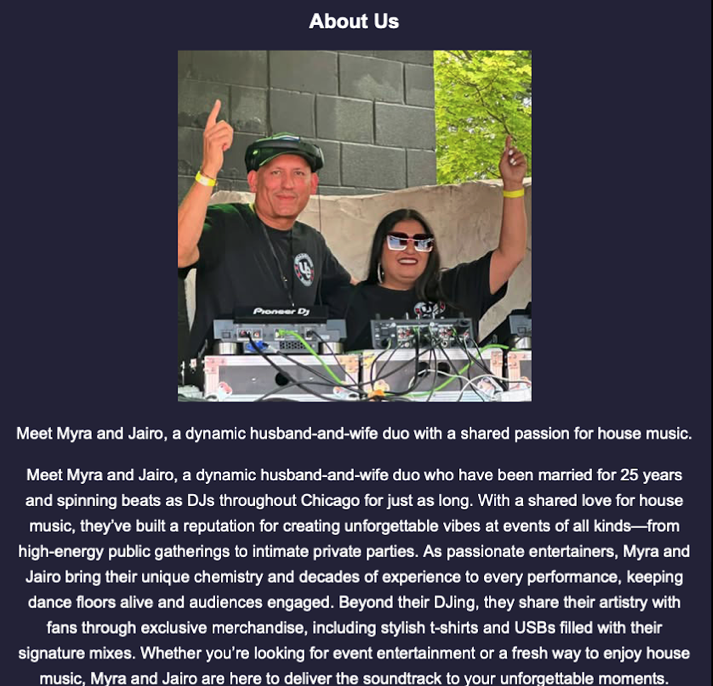 About Us
Pioneer Dj
Meet Myra and Jairo, a dynamic husband-and-wife duo with a shared passion for house music.
Meet Myra and Jairo, a dynamic husband-and-wife duo who have been married for 25 years
and spinning beats as DJs throughout Chicago for just as long. With a shared love for house
music, they've built a reputation for creating unforgettable vibes at events of all kinds—from
high-energy public gatherings to intimate private parties. As passionate entertainers, Myra and
Jairo bring their unique chemistry and decades of experience to every performance, keeping
dance floors alive and audiences engaged. Beyond their DJing, they share their artistry with
fans through exclusive merchandise, including stylish t-shirts and USBs filled with their
signature mixes. Whether you're looking for event entertainment or a fresh way to enjoy house
music, Myra and Jairo are here to deliver the soundtrack to your unforgettable moments.